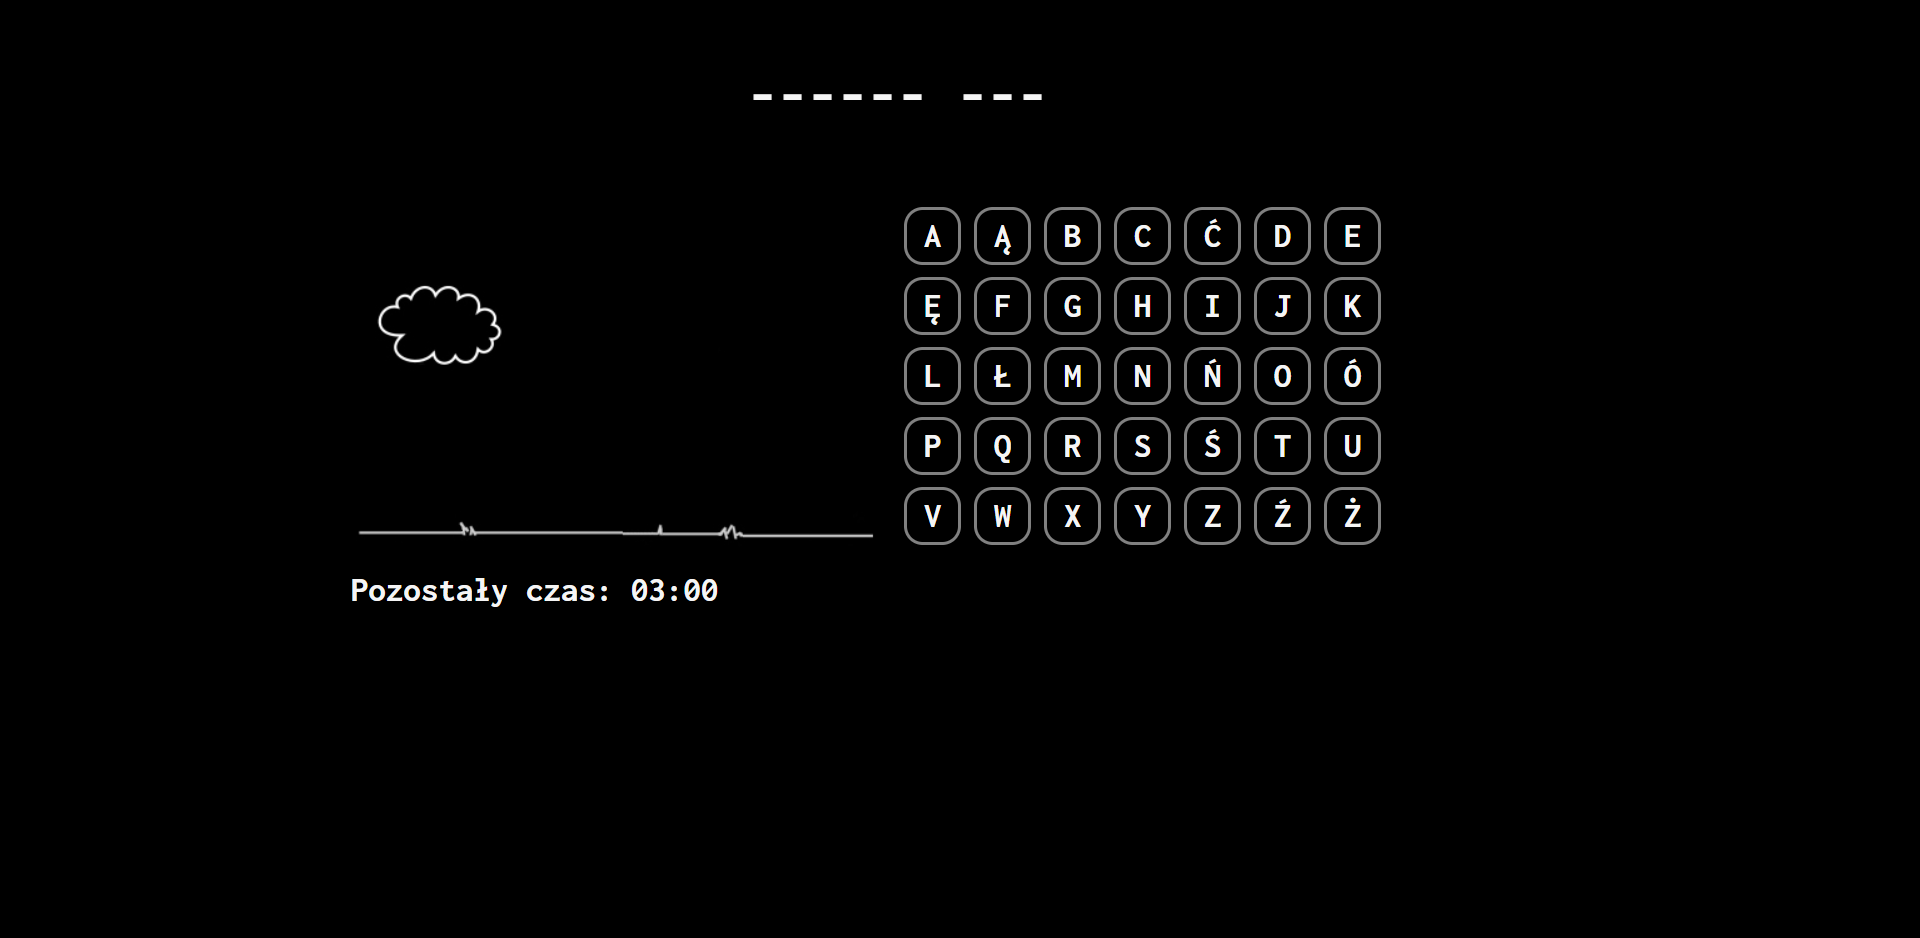 ------ ---
A Ą B C Ć D E
Ę F G H I J K
L Ł M N Ń O Ó
P Q R S Ś T U
V W X Y Z Ź Ż
Pozostały czas: 03:00